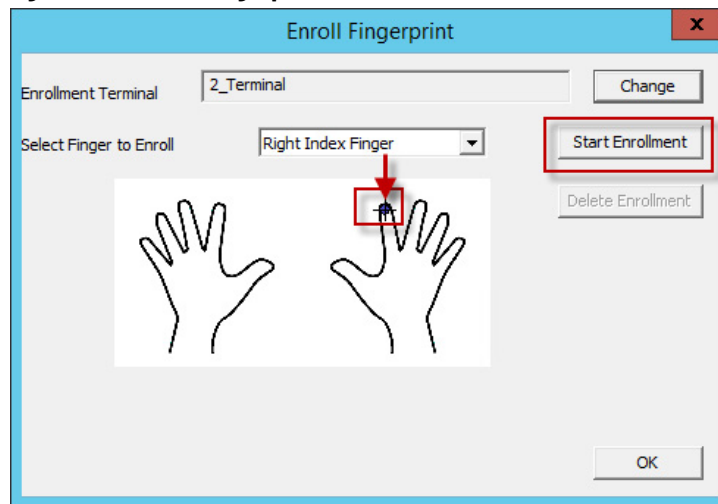 Enroll Fingerprint
x
Enrollment Terminal
2_Terminal
Change
Select Finger to Enroll
Right Index Finger
Start Enrollment
Delete Enrollment
OK